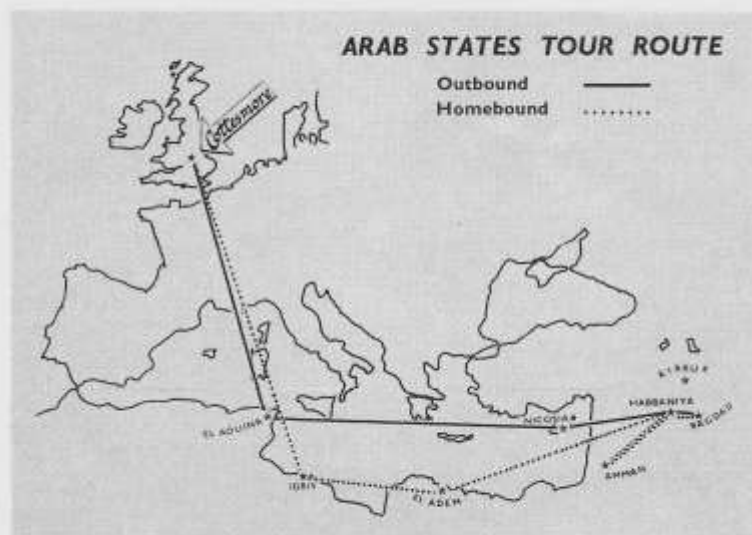 ARAB STATES TOUR ROUTE
Outbound
Homebound
Cottesmore
KIRKUK
HABBANIYA
NICOSIA
BAGDAD
EL AOUINA
AMMAN
IDRIS
EL ADEM